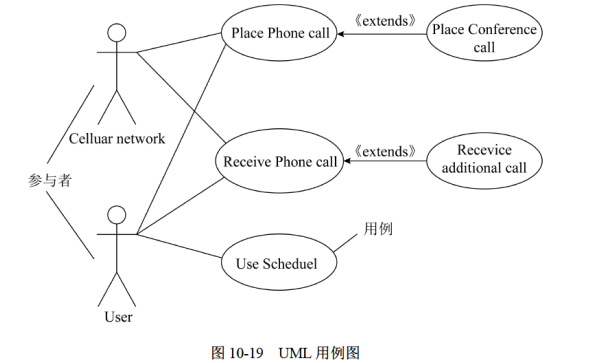 Place Phone call
《extends》
Place Conference
call
Celluar network
Receive Phone call
《extends》
Recevice
additional call
参与者
用例
Use Scheduel
User
图 10-19 UML 用例图